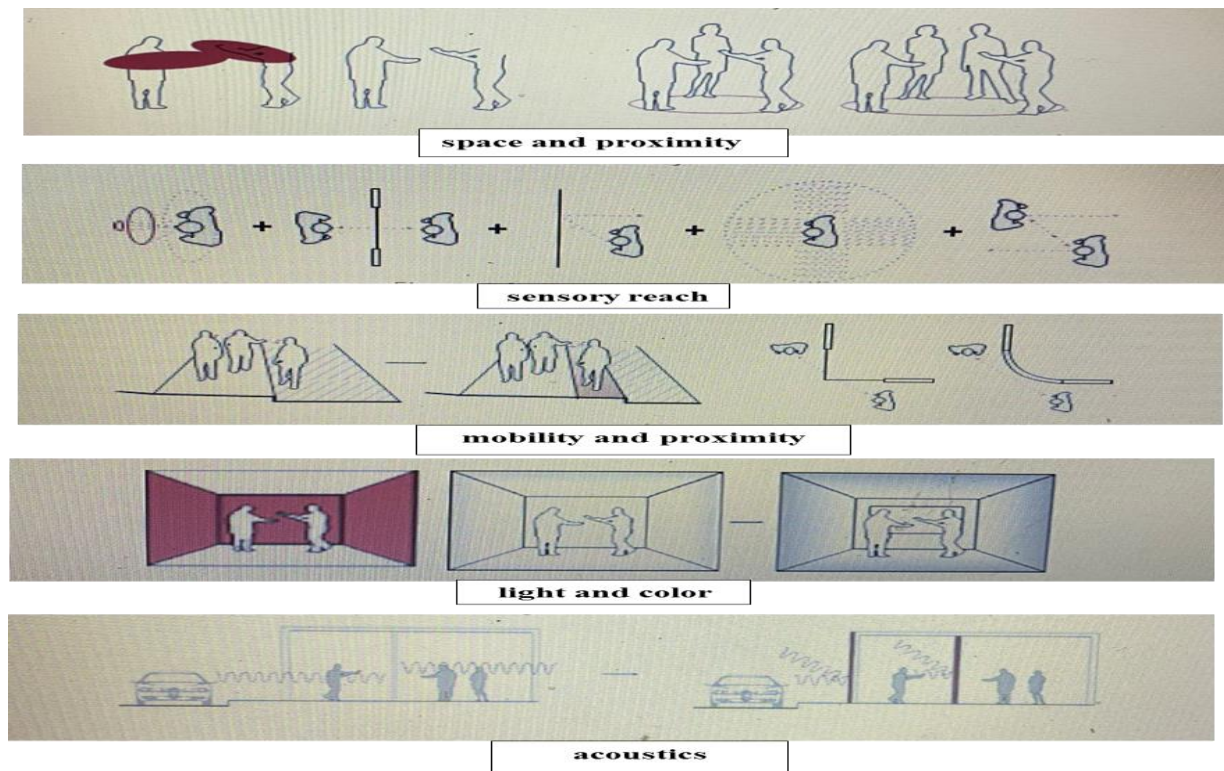 space and proximity
sensory reach
mobility and proximity
light and color
acoustics